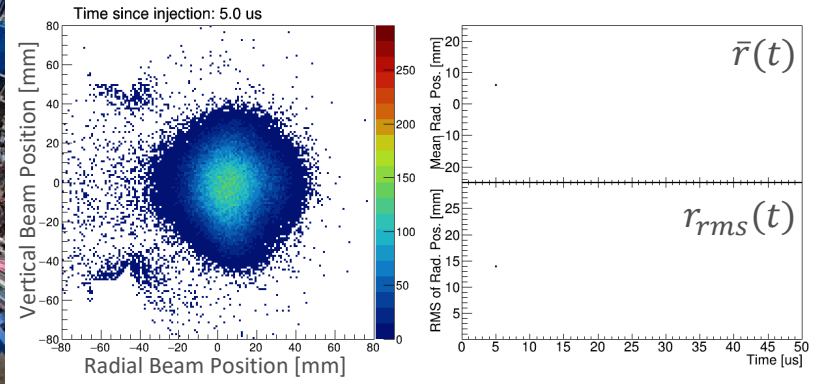 Time since injection: 5.0 us
Vertical Beam Position [mm]
80
60
40
20
0
−20
−40
−60
−80
−80 −60 −40 −20 0 20 40 60 80
Radial Beam Position [mm]
250
200
150
100
50
0
Mean Rad. Pos. [mm]
20
10
0
−10
−20
r̄(t)
RMS of Rad. Pos. [mm]
25
20
15
10
5
r_rms(t)
0 5 10 15 20 25 30 35 40 45 50
Time [us]